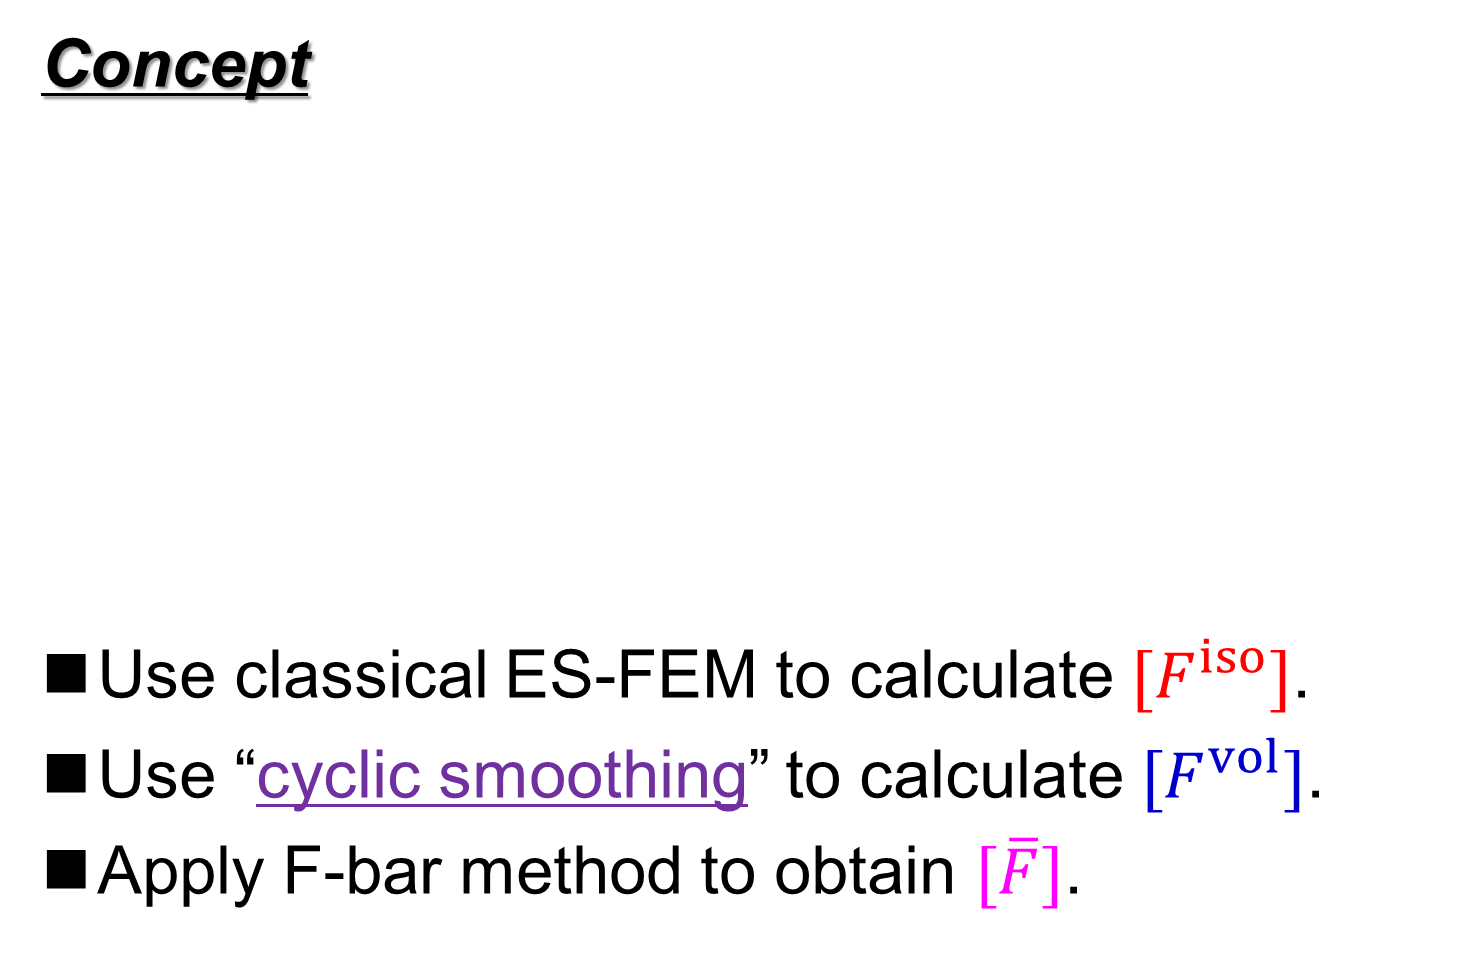 Concept
■Use classical ES-FEM to calculate [F^iso].
■Use “cyclic smoothing” to calculate [F^vol].
■Apply F-bar method to obtain [F̅].